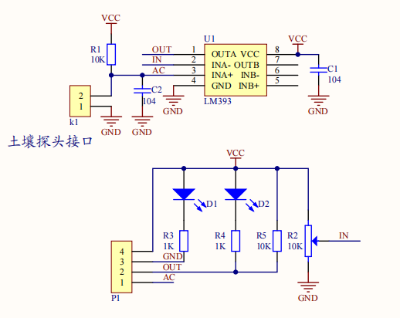 VCC
R1
10K
OUT
IN
AC
U1
1
2
3
4
OUTA
INA-
INA+
GND
VCC
OUTB
INB-
INB+
8
7
6
5
LM393
VCC
C1
104
GND
2
1
k1
GND
C2
104
GND
GND
土壤探头接口
VCC
D1
D2
R3
1K
R4
1K
R5
10K
R2
10K
IN
4
3
2
1
P1
GND
OUT
AC
GND